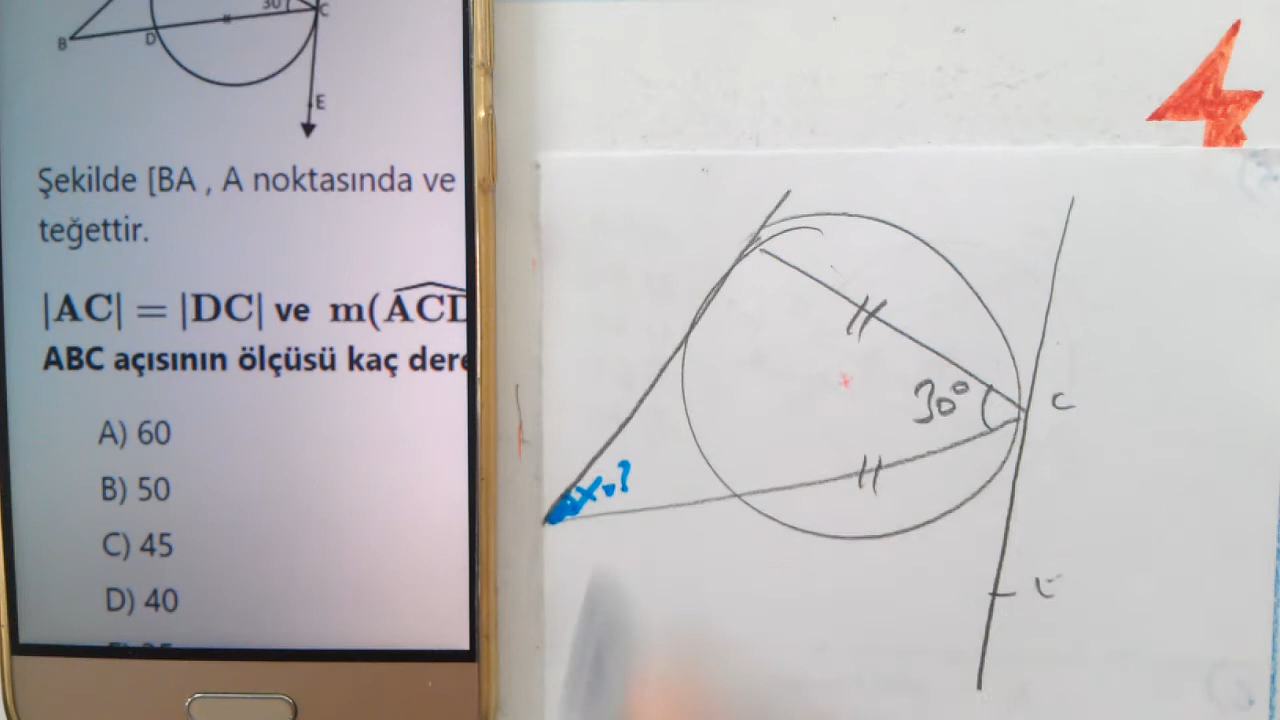 30
C
B
D
E
Şekilde [BA , A noktasında ve
teğettir.
|AC| = |DC| ve m(ACD
ABC açısının ölçüsü kaç dere
A) 60
B) 50
C) 45
D) 40
30°
C
x.?
E